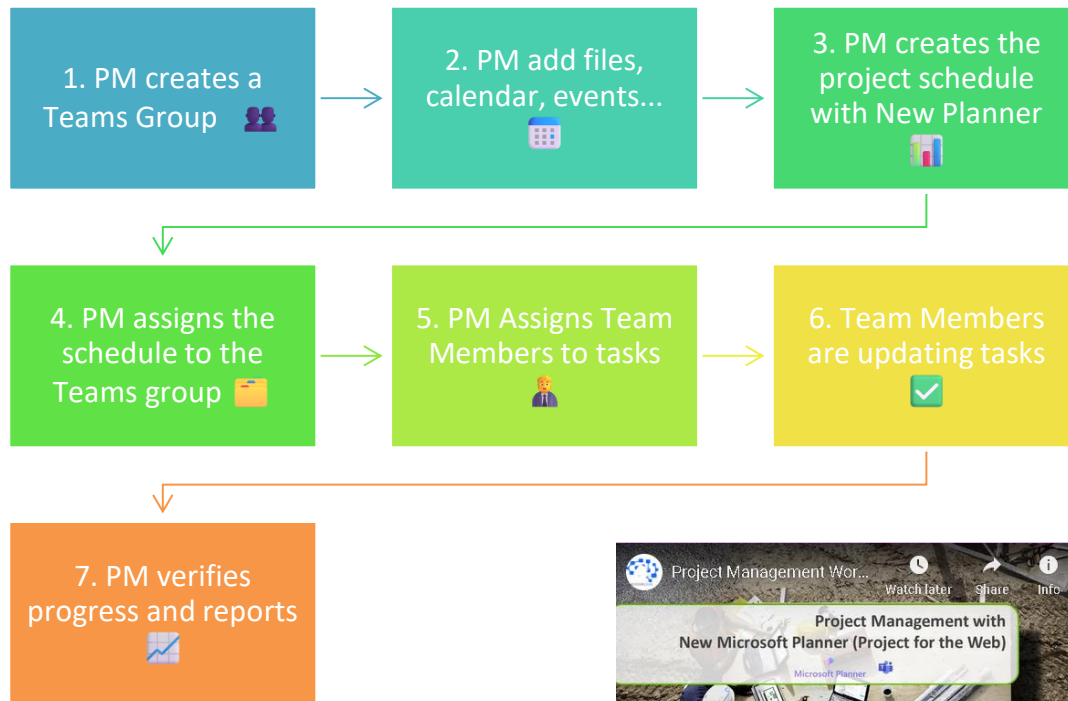 1. PM creates a
Teams Group
2. PM add files,
calendar, events...
3. PM creates the
project schedule
with New Planner
4. PM assigns the
schedule to the
Teams group
5. PM Assigns Team
Members to tasks
6. Team Members
are updating tasks
7. PM verifies
progress and reports
Project Management Wor...
Watch later
Share
Info
Project Management with
New Microsoft Planner (Project for the Web)
Microsoft Planner